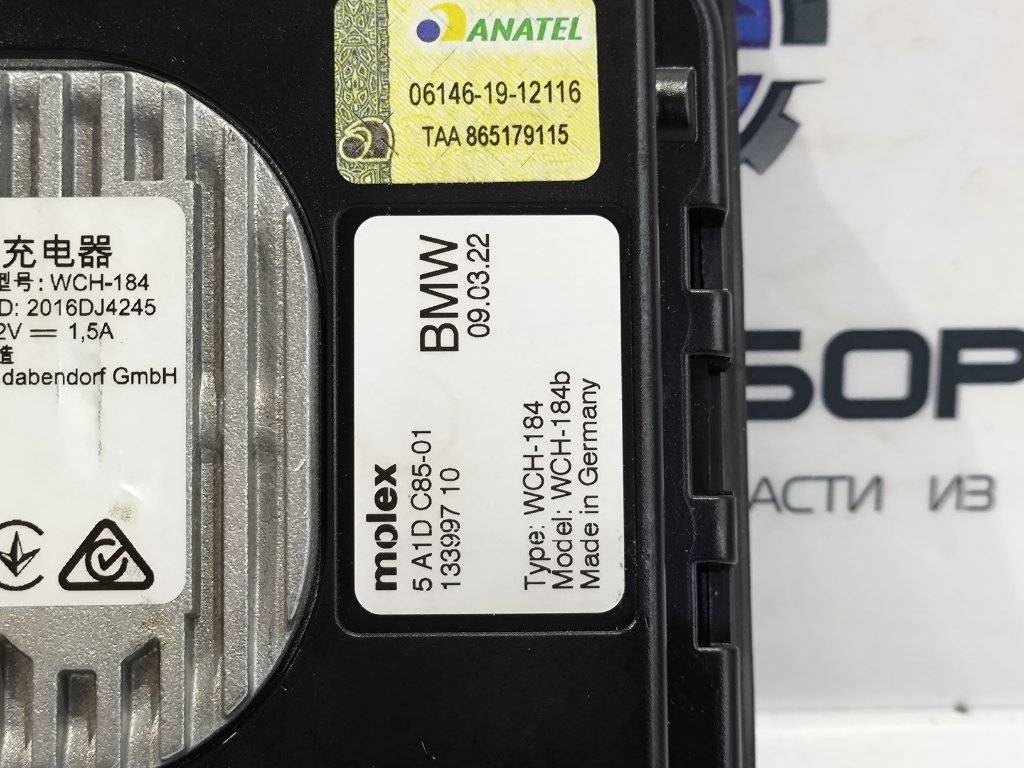 ANATEL
06146-19-12116
TAA 865179115
充电器
型号: WCH-184
D: 2016DJ4245
2V ⎓ 1,5A
dabendorf GmbH
BMW
09.03.22
molex
5 A1D C85-01
133997 10
Type: WCH-184
Model: WCH-184b
Made in Germany
БОР
АСТИ ИЗ